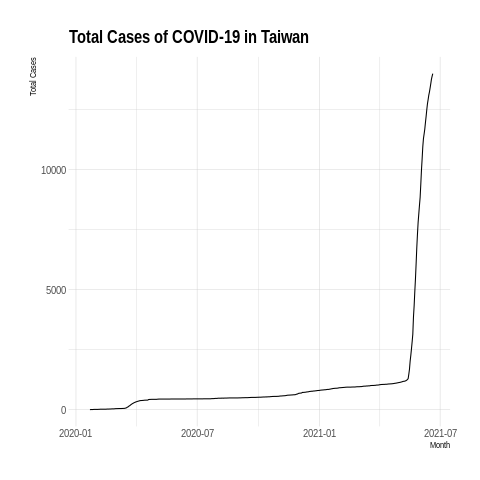 Total Cases of COVID-19 in Taiwan
Total Cases
10000
5000
0
2020-01 2020-07 2021-01 2021-07
Month